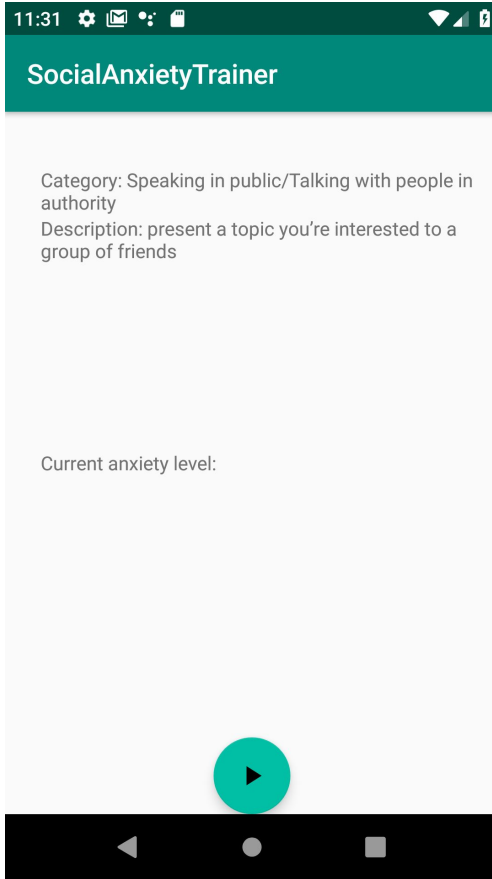 11:31
SocialAnxietyTrainer
Category: Speaking in public/Talking with people in
authority
Description: present a topic you’re interested to a
group of friends
Current anxiety level: